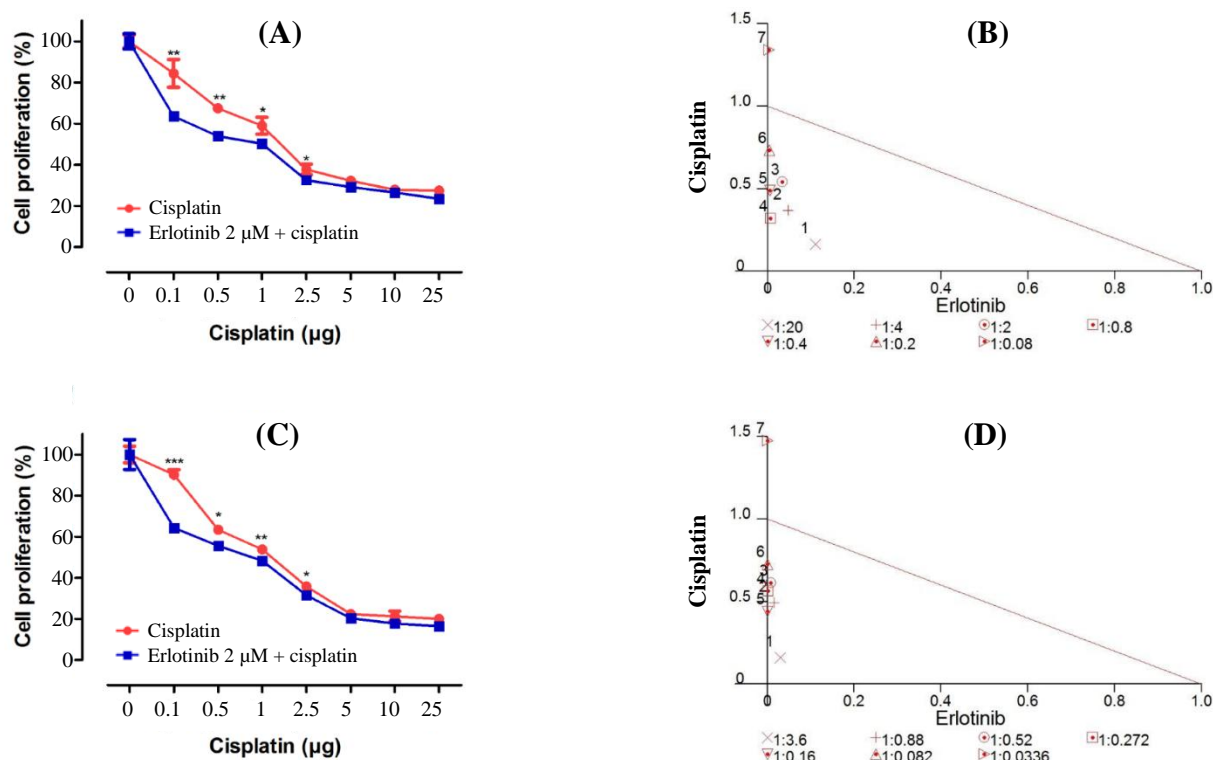 (A)
Cell proliferation (%)
100
80
60
40
20
0
**
**
*
*
Cisplatin
Erlotinib 2 µM + cisplatin
0 0.1 0.5 1 2.5 5 10 25
Cisplatin (µg)
(B)
Cisplatin
1.5
1.0
0.5
0
7
6
3
5
2
4
1
0 0.2 0.4 0.6 0.8 1.0
Erlotinib
1:20 1:4 1:2 1:0.8
1:0.4 1:0.2 1:0.08
(C)
Cell proliferation (%)
100
80
60
40
20
0
***
*
**
*
Cisplatin
Erlotinib 2 µM + cisplatin
0 0.1 0.5 1 2.5 5 10 25
Cisplatin (µg)
(D)
Cisplatin
1.5
1.0
0.5
0
7
6
3
4
5
1
0 0.2 0.4 0.6 0.8 1.0
Erlotinib
1:3.6 1:0.88 1:0.52 1:0.272
1:0.16 1:0.082 1:0.0336